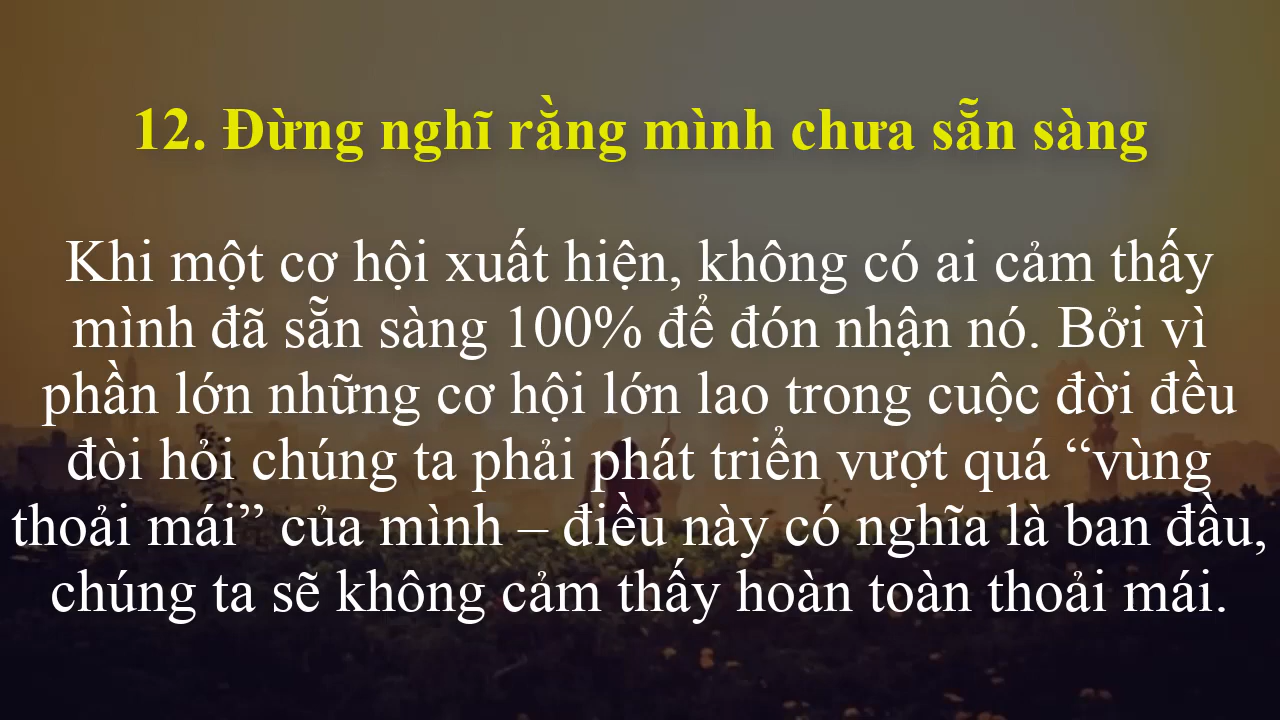 12. Đừng nghĩ rằng mình chưa sẵn sàng
Khi một cơ hội xuất hiện, không có ai cảm thấy
mình đã sẵn sàng 100% để đón nhận nó. Bởi vì
phần lớn những cơ hội lớn lao trong cuộc đời đều
đòi hỏi chúng ta phải phát triển vượt quá “vùng
thoải mái” của mình – điều này có nghĩa là ban đầu,
chúng ta sẽ không cảm thấy hoàn toàn thoải mái.